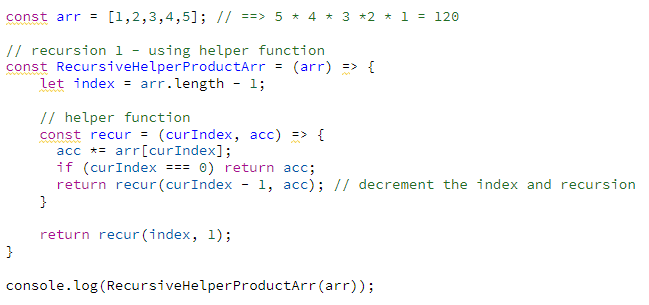 const arr = [1,2,3,4,5]; // ==> 5 * 4 * 3 *2 * 1 = 120

// recursion 1 - using helper function
const RecursiveHelperProductArr = (arr) => {
    let index = arr.length - 1;

    // helper function
    const recur = (curIndex, acc) => {
      acc *= arr[curIndex];
      if (curIndex === 0) return acc;
      return recur(curIndex - 1, acc); // decrement the index and recursion
    }

    return recur(index, 1);
}

console.log(RecursiveHelperProductArr(arr));